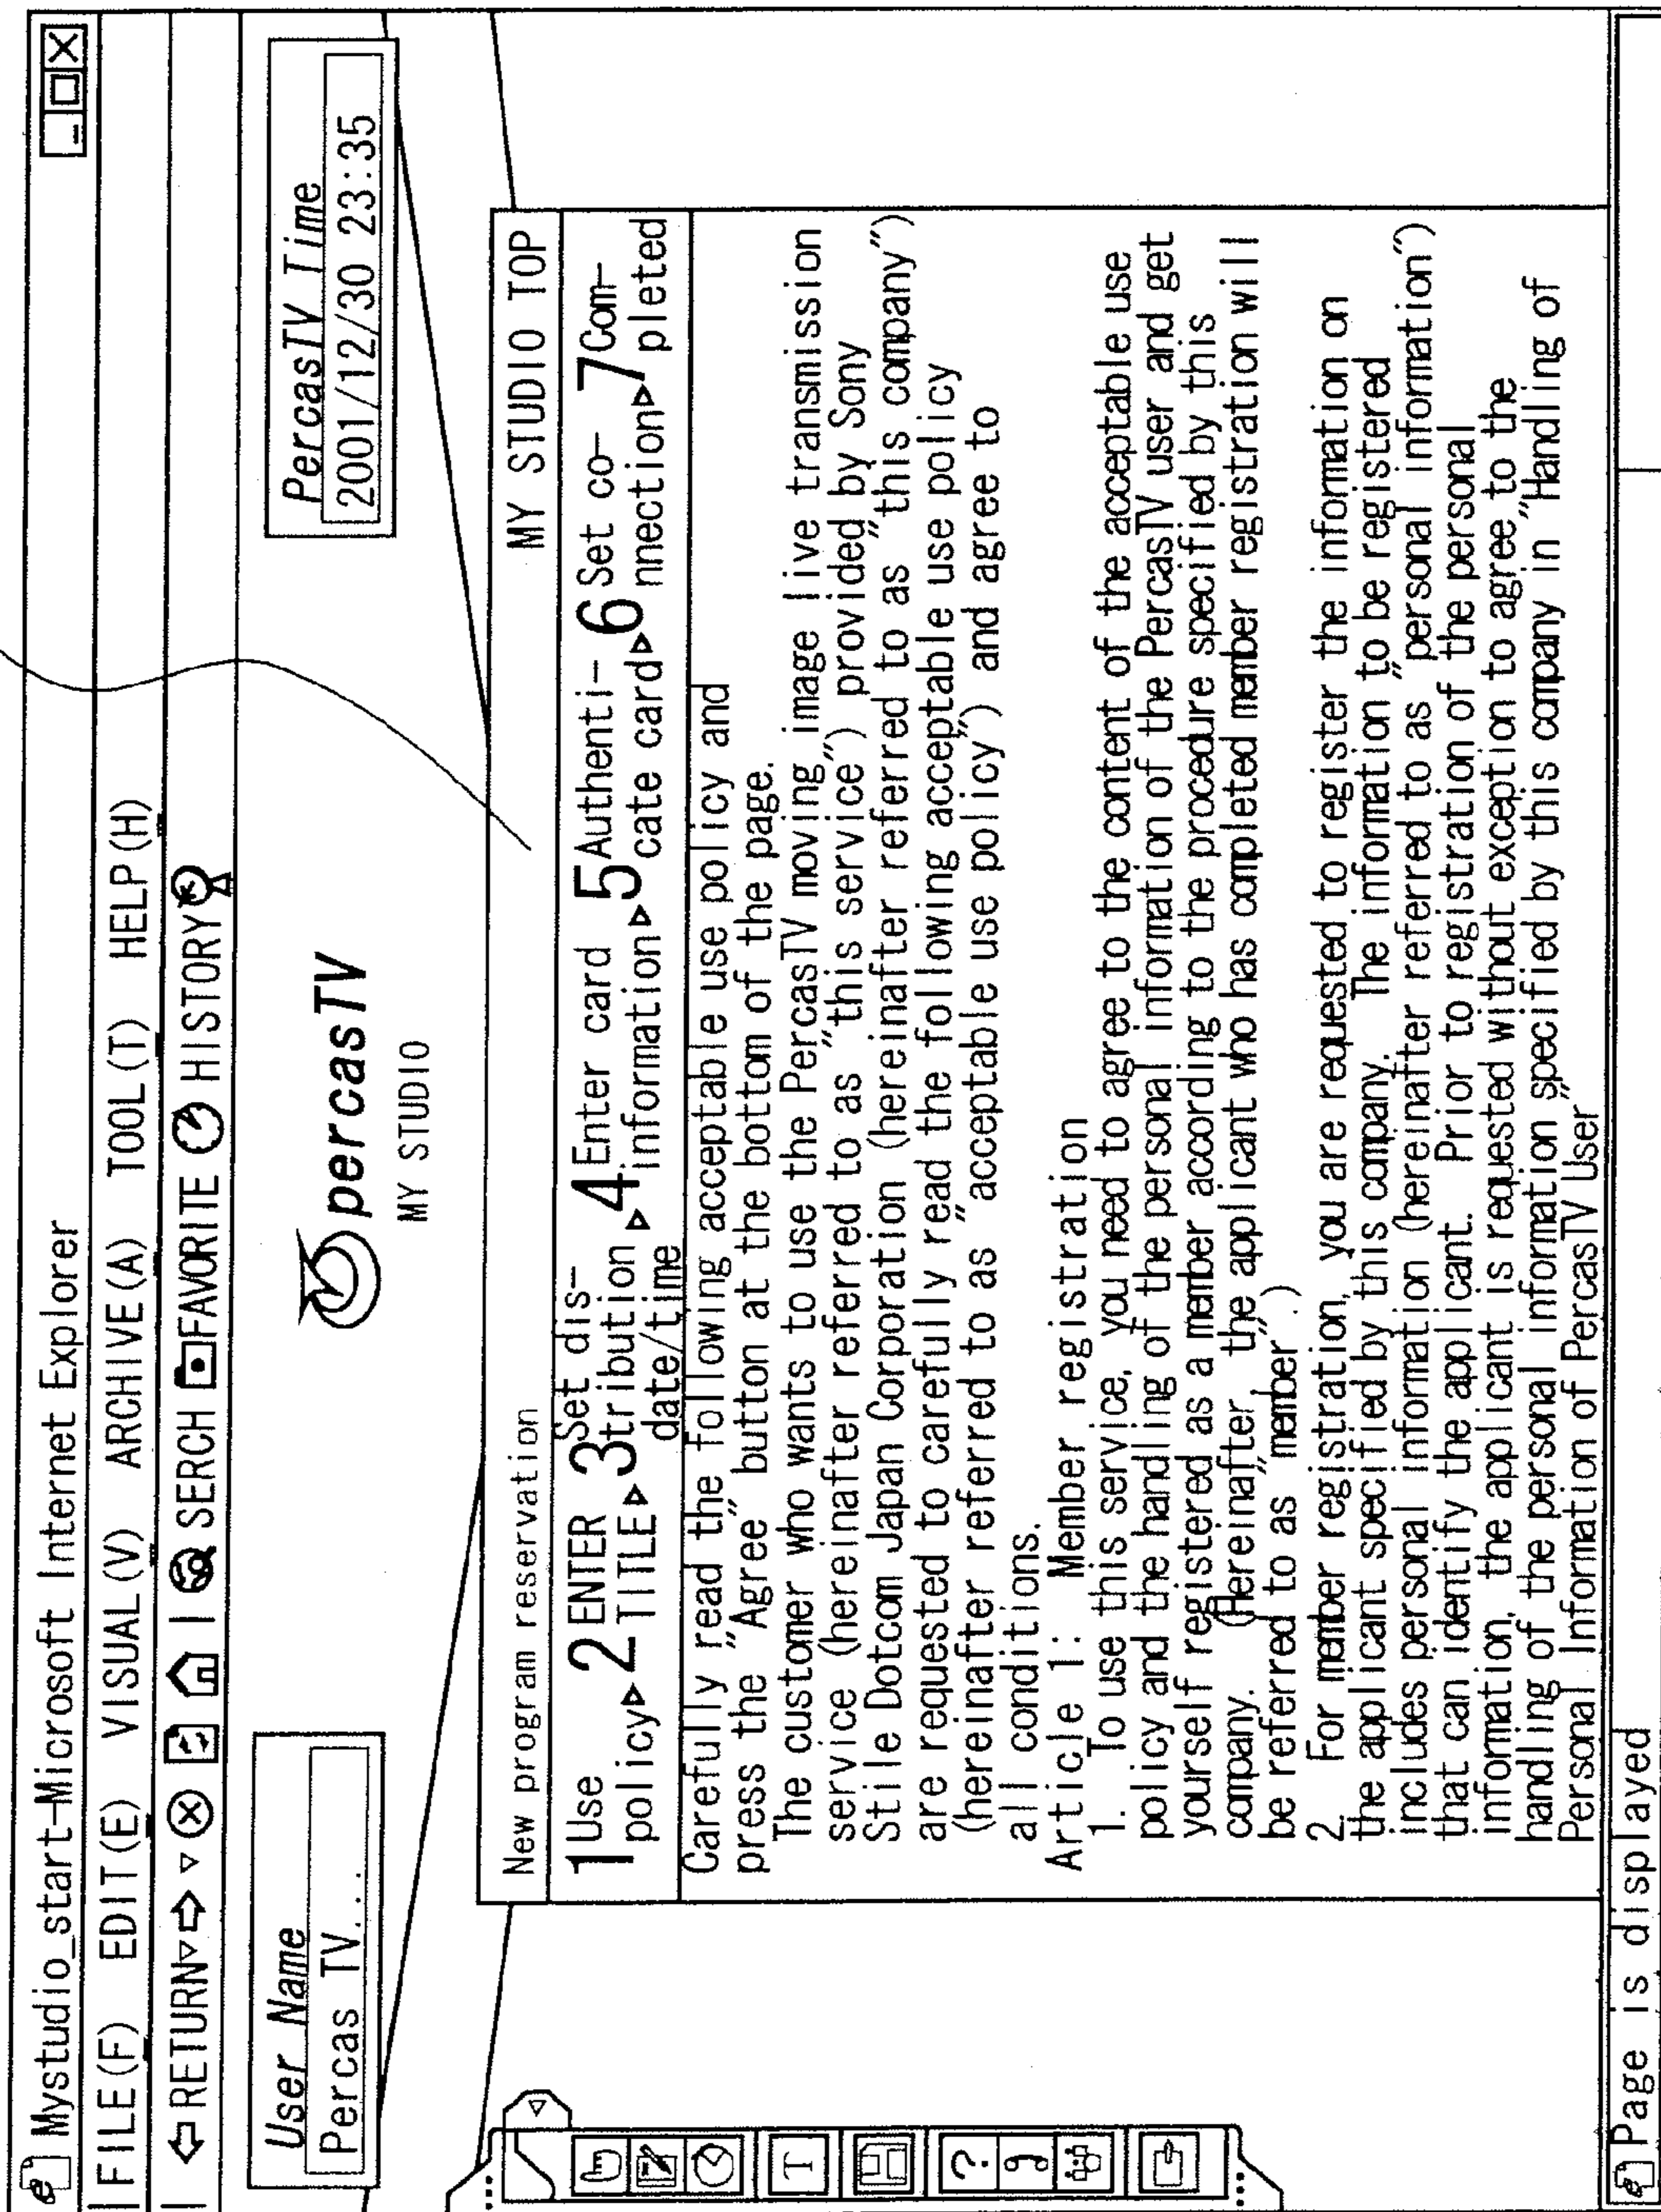 Mystudio_start-Microsoft Internet Explorer
FILE(F) EDIT(E) VISUAL(V) ARCHIVE(A) TOOL(T) HELP(H)
RETURN SERCH FAVORITE HISTORY
User Name
Percas TV...
percasTV
MY STUDIO
PercasTV Time
2001/12/30 23:35
New program reservation MY STUDIO TOP
1 Use policy ▷ 2 ENTER TITLE ▷ 3 Set dis-tribution date/time ▷ 4 Enter card information ▷ 5 Authenti-cate card ▷ 6 Set co-nnection ▷ 7 Com-pleted
Carefully read the following acceptable use policy and
press the "Agree" button at the bottom of the page.
The customer who wants to use the PercasTV moving image live transmission
service (hereinafter referred to as "this service") provided by Sony
Stile Dotcom Japan Corporation (hereinafter referred to as "this company")
are requested to carefully read the following acceptable use policy
(hereinafter referred to as "acceptable use policy") and agree to
all conditions.
Article 1: Member registration
1. To use this service, you need to agree to the content of the acceptable use
policy and the handling of the personal information of the PercasTV user and get
yourself registered as a member according to the procedure specified by this
company. (Hereinafter, the applicant who has completed member registration will
be referred to as "member".)
2. For member registration, you are requested to register the information on
the applicant specified by this company. The information to be registered
includes personal information (hereinafter referred to as "personal information")
that can identify the applicant. Prior to registration of the personal
information, the applicant is requested without exception to agree to the
handling of the personal information specified by this company in "Handling of
Personal Information of PercasTV User"
T
?
Page is displayed